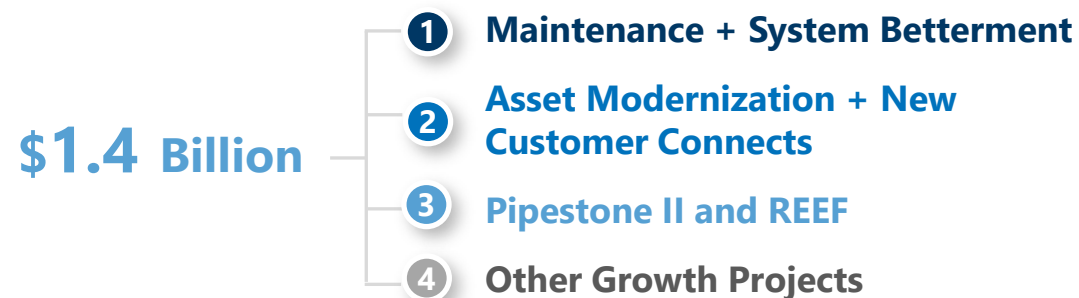 1 Maintenance + System Betterment
2 Asset Modernization + New
Customer Connects
$1.4 Billion
3 Pipestone II and REEF
4 Other Growth Projects